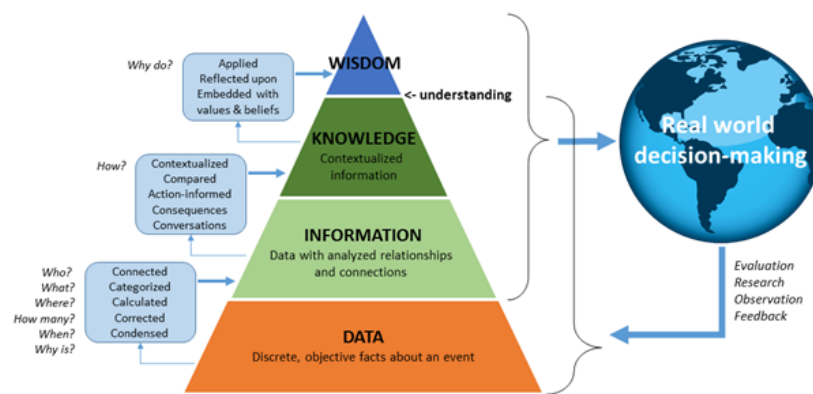 Why do?
Applied
Reflected upon
Embedded with
values & beliefs
WISDOM
<- understanding
How?
Contextualized
Compared
Action-informed
Consequences
Conversations
KNOWLEDGE
Contextualized
information
Real world
decision-making
Who?
What?
Where?
How many?
When?
Why is?
Connected
Categorized
Calculated
Corrected
Condensed
INFORMATION
Data with analyzed relationships
and connections
DATA
Discrete, objective facts about an event
Evaluation
Research
Observation
Feedback